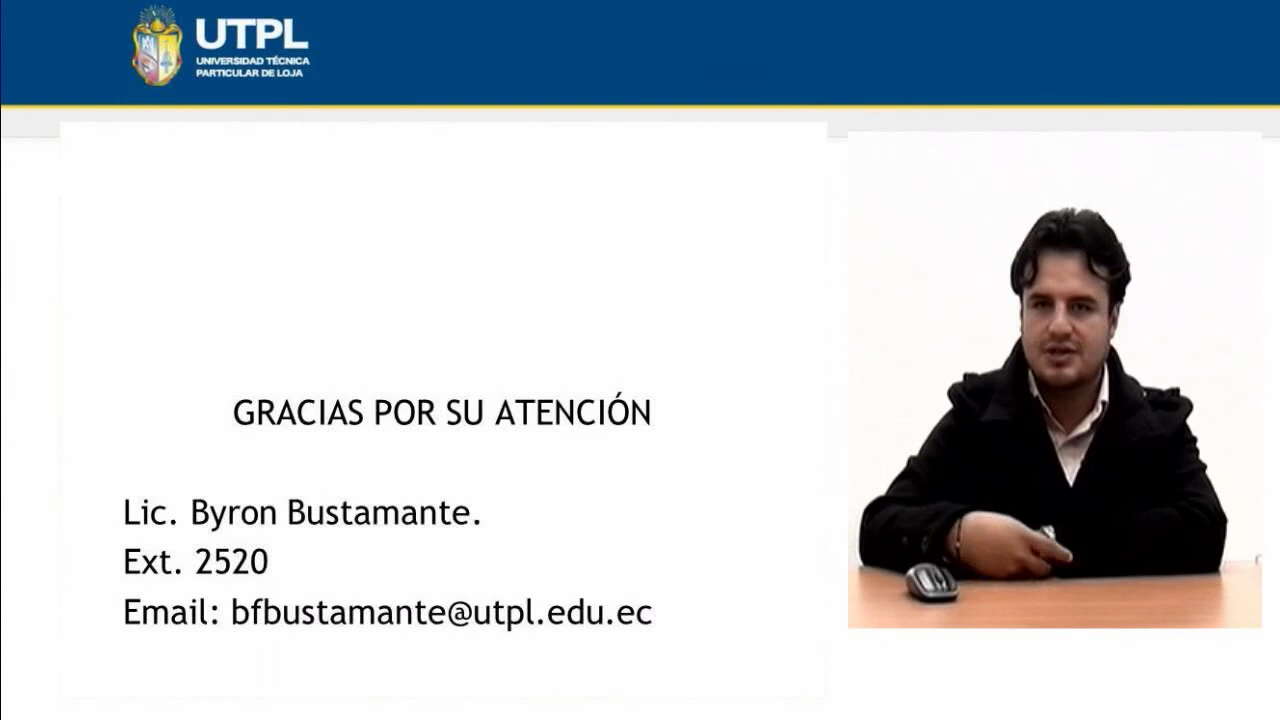 UTPL
UNIVERSIDAD TÉCNICA
PARTICULAR DE LOJA
GRACIAS POR SU ATENCIÓN
Lic. Byron Bustamante.
Ext. 2520
Email: bfbustamante@utpl.edu.ec